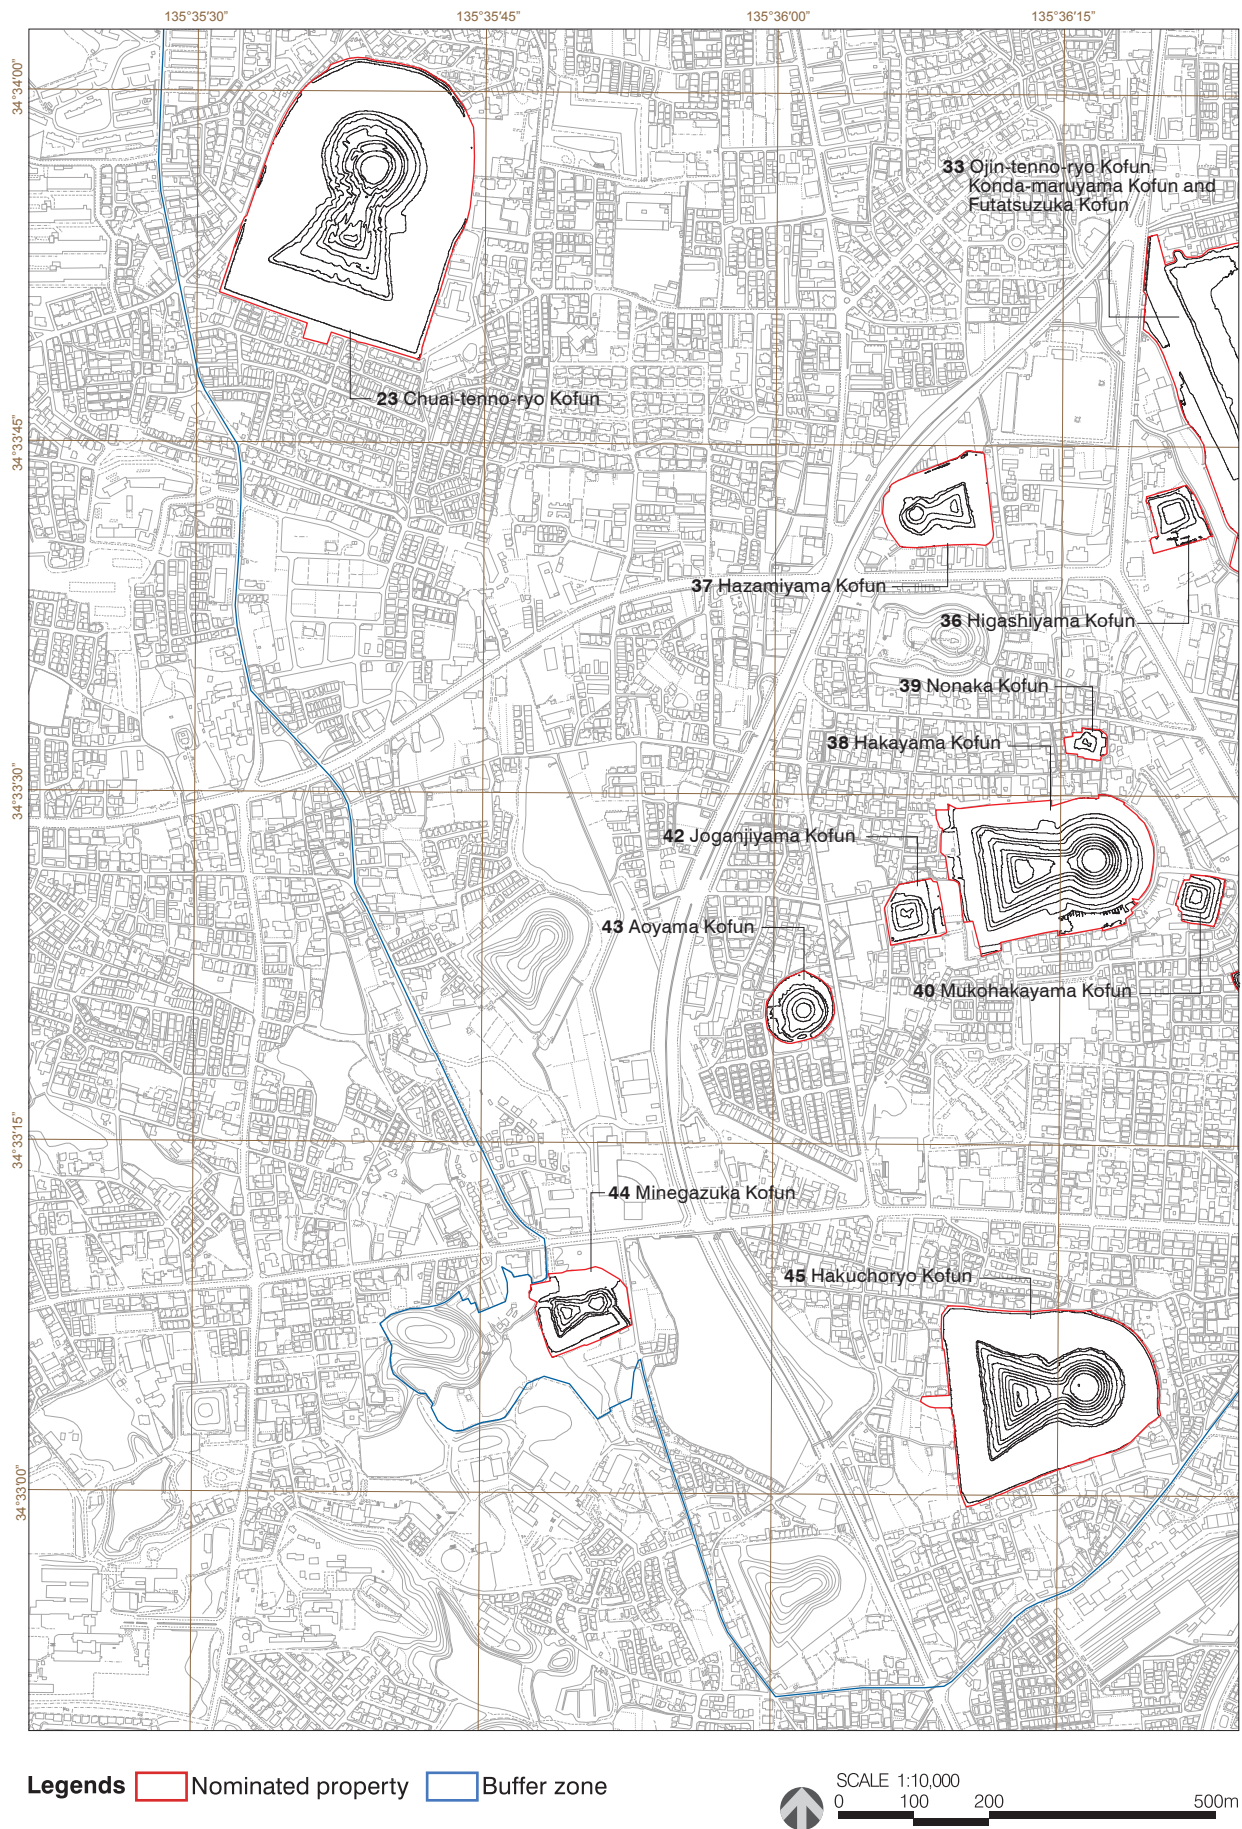 135°35'30"
135°35'45"
136°36'00"
135°36'15"
34°34'00"
33 Ojin-tenno-ryo Kofun,
Konda-maruyama Kofun and
Futatsuzuka Kofun
23 Chuai-tenno-ryo Kofun
34°33'45"
37 Hazamiyama Kofun
36 Higashiyama Kofun
39 Nonaka Kofun
38 Hakayama Kofun
34°33'30"
42 Joganjiyama Kofun
43 Aoyama Kofun
40 Mukohakayama Kofun
34°33'15"
44 Minegazuka Kofun
45 Hakuchoryo Kofun
34°33'00"
Legends
Nominated property
Buffer zone
SCALE 1:10,000
0 100 200 500m